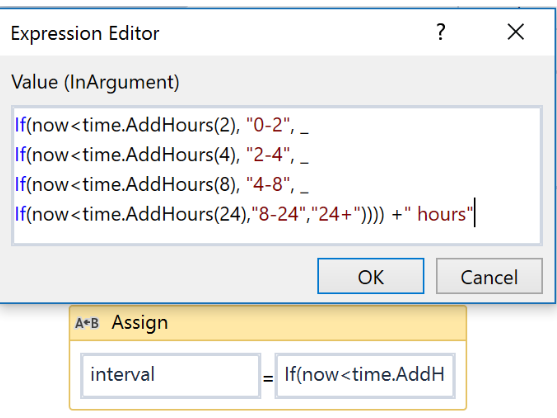 Expression Editor ? ✕
Value (InArgument)
If(now<time.AddHours(2), "0-2", _
If(now<time.AddHours(4), "2-4", _
If(now<time.AddHours(8), "4-8", _
If(now<time.AddHours(24),"8-24","24+")))) +" hours"
OK Cancel
A←B Assign
interval = If(now<time.AddH